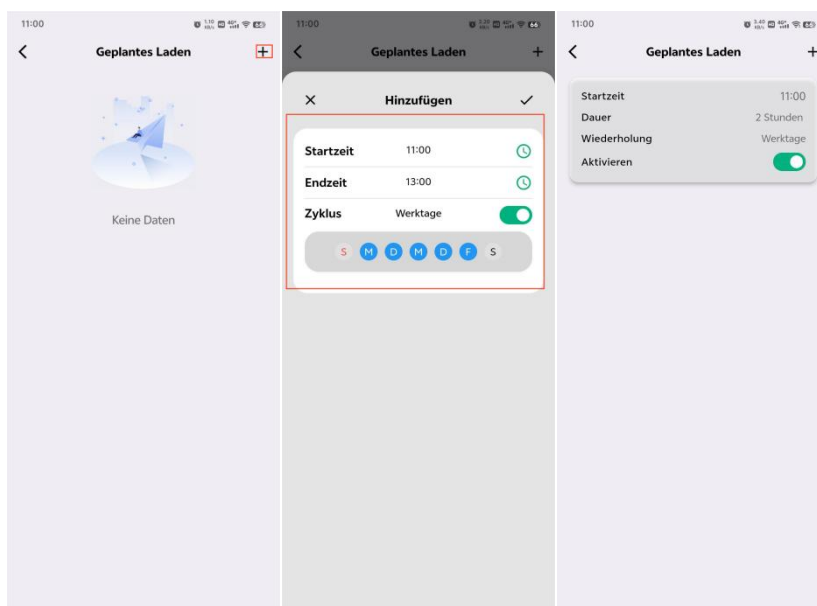 11:00
Geplantes Laden +
Keine Daten
11:00
Geplantes Laden +
Hinzufügen
Startzeit 11:00
Endzeit 13:00
Zyklus Werktage
S M D M D F S
11:00
Geplantes Laden +
Startzeit 11:00
Dauer 2 Stunden
Wiederholung Werktage
Aktivieren